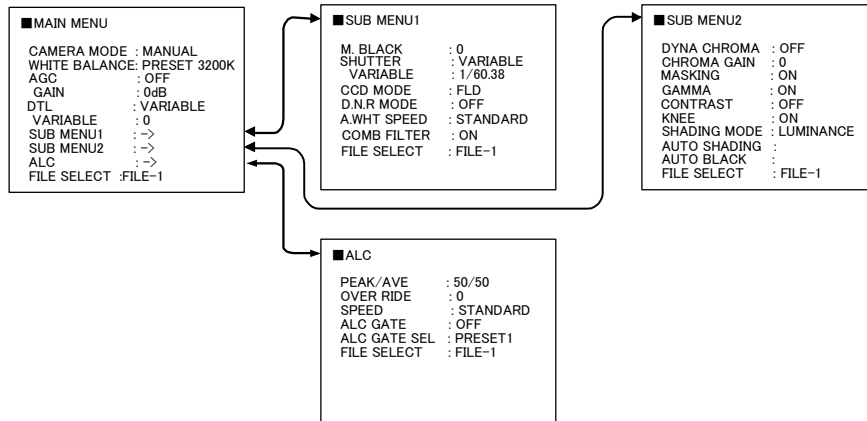 ■MAIN MENU
CAMERA MODE : MANUAL
WHITE BALANCE: PRESET 3200K
AGC : OFF
GAIN : 0dB
DTL : VARIABLE
VARIABLE : 0
SUB MENU1 : ->
SUB MENU2 : ->
ALC : ->
FILE SELECT :FILE-1
■SUB MENU1
M. BLACK : 0
SHUTTER : VARIABLE
VARIABLE : 1/60.38
CCD MODE : FLD
D.N.R MODE : OFF
A.WHT SPEED : STANDARD
COMB FILTER : ON
FILE SELECT : FILE-1
■SUB MENU2
DYNA CHROMA : OFF
CHROMA GAIN : 0
MASKING : ON
GAMMA : ON
CONTRAST : OFF
KNEE : ON
SHADING MODE : LUMINANCE
AUTO SHADING :
AUTO BLACK :
FILE SELECT : FILE-1
■ALC
PEAK/AVE : 50/50
OVER RIDE : 0
SPEED : STANDARD
ALC GATE : OFF
ALC GATE SEL : PRESET1
FILE SELECT : FILE-1